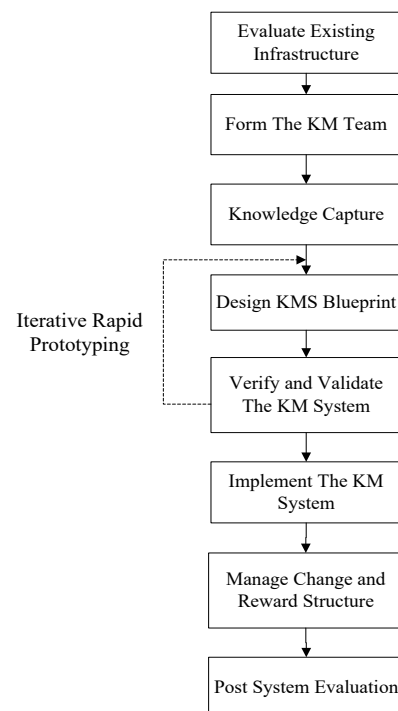 Evaluate Existing
Infrastructure
Form The KM Team
Knowledge Capture
Design KMS Blueprint
Iterative Rapid
Prototyping
Verify and Validate
The KM System
Implement The KM
System
Manage Change and
Reward Structure
Post System Evaluation